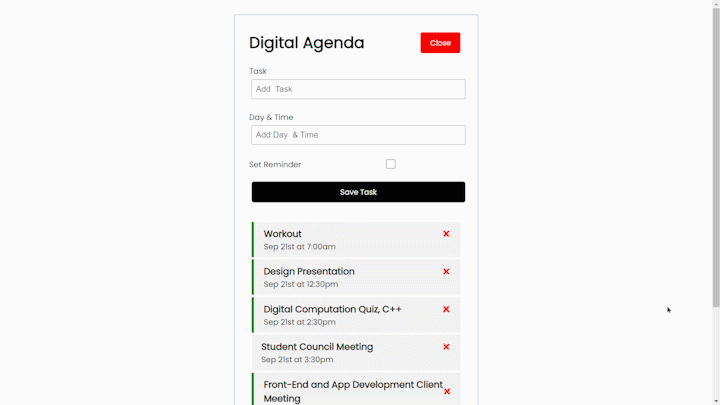 Digital Agenda
Close
Task
Add Task
Day & Time
Add Day & Time
Set Reminder
Save Task
Workout
Sep 21st at 7:00am
Design Presentation
Sep 21st at 12:30pm
Digital Computation Quiz, C++
Sep 21st at 2:30pm
Student Council Meeting
Sep 21st at 3:30pm
Front-End and App Development Client
Meeting